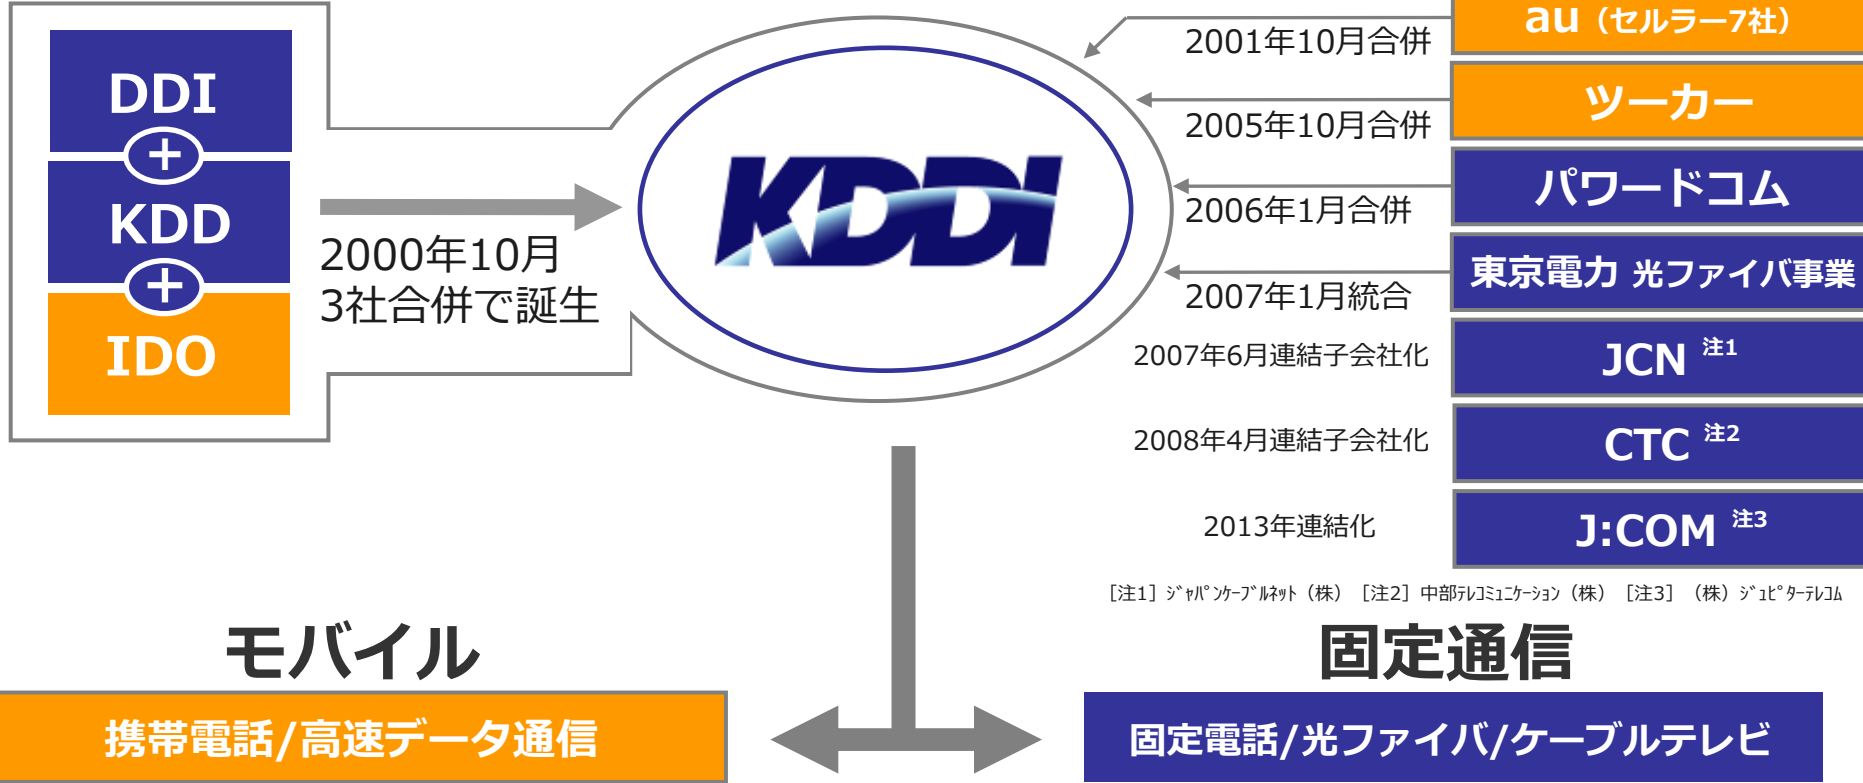 DDI
+
KDD
+
IDO
2000年10月
3社合併で誕生
KDDI
au（セルラー7社）
2001年10月合併
ツーカー
2005年10月合併
パワードコム
2006年1月合併
東京電力 光ファイバ事業
2007年1月統合
JCN 注1
2007年6月連結子会社化
CTC 注2
2008年4月連結子会社化
J:COM 注3
2013年連結化
［注1］ｼﾞｬﾊﾟﾝｹｰﾌﾞﾙﾈｯﾄ（株）［注2］中部ﾃﾚｺﾐｭﾆｹｰｼｮﾝ（株）［注3］（株）ｼﾞｭﾋﾟﾀｰﾃﾚｺﾑ
モバイル
携帯電話/高速データ通信
固定通信
固定電話/光ファイバ/ケーブルテレビ